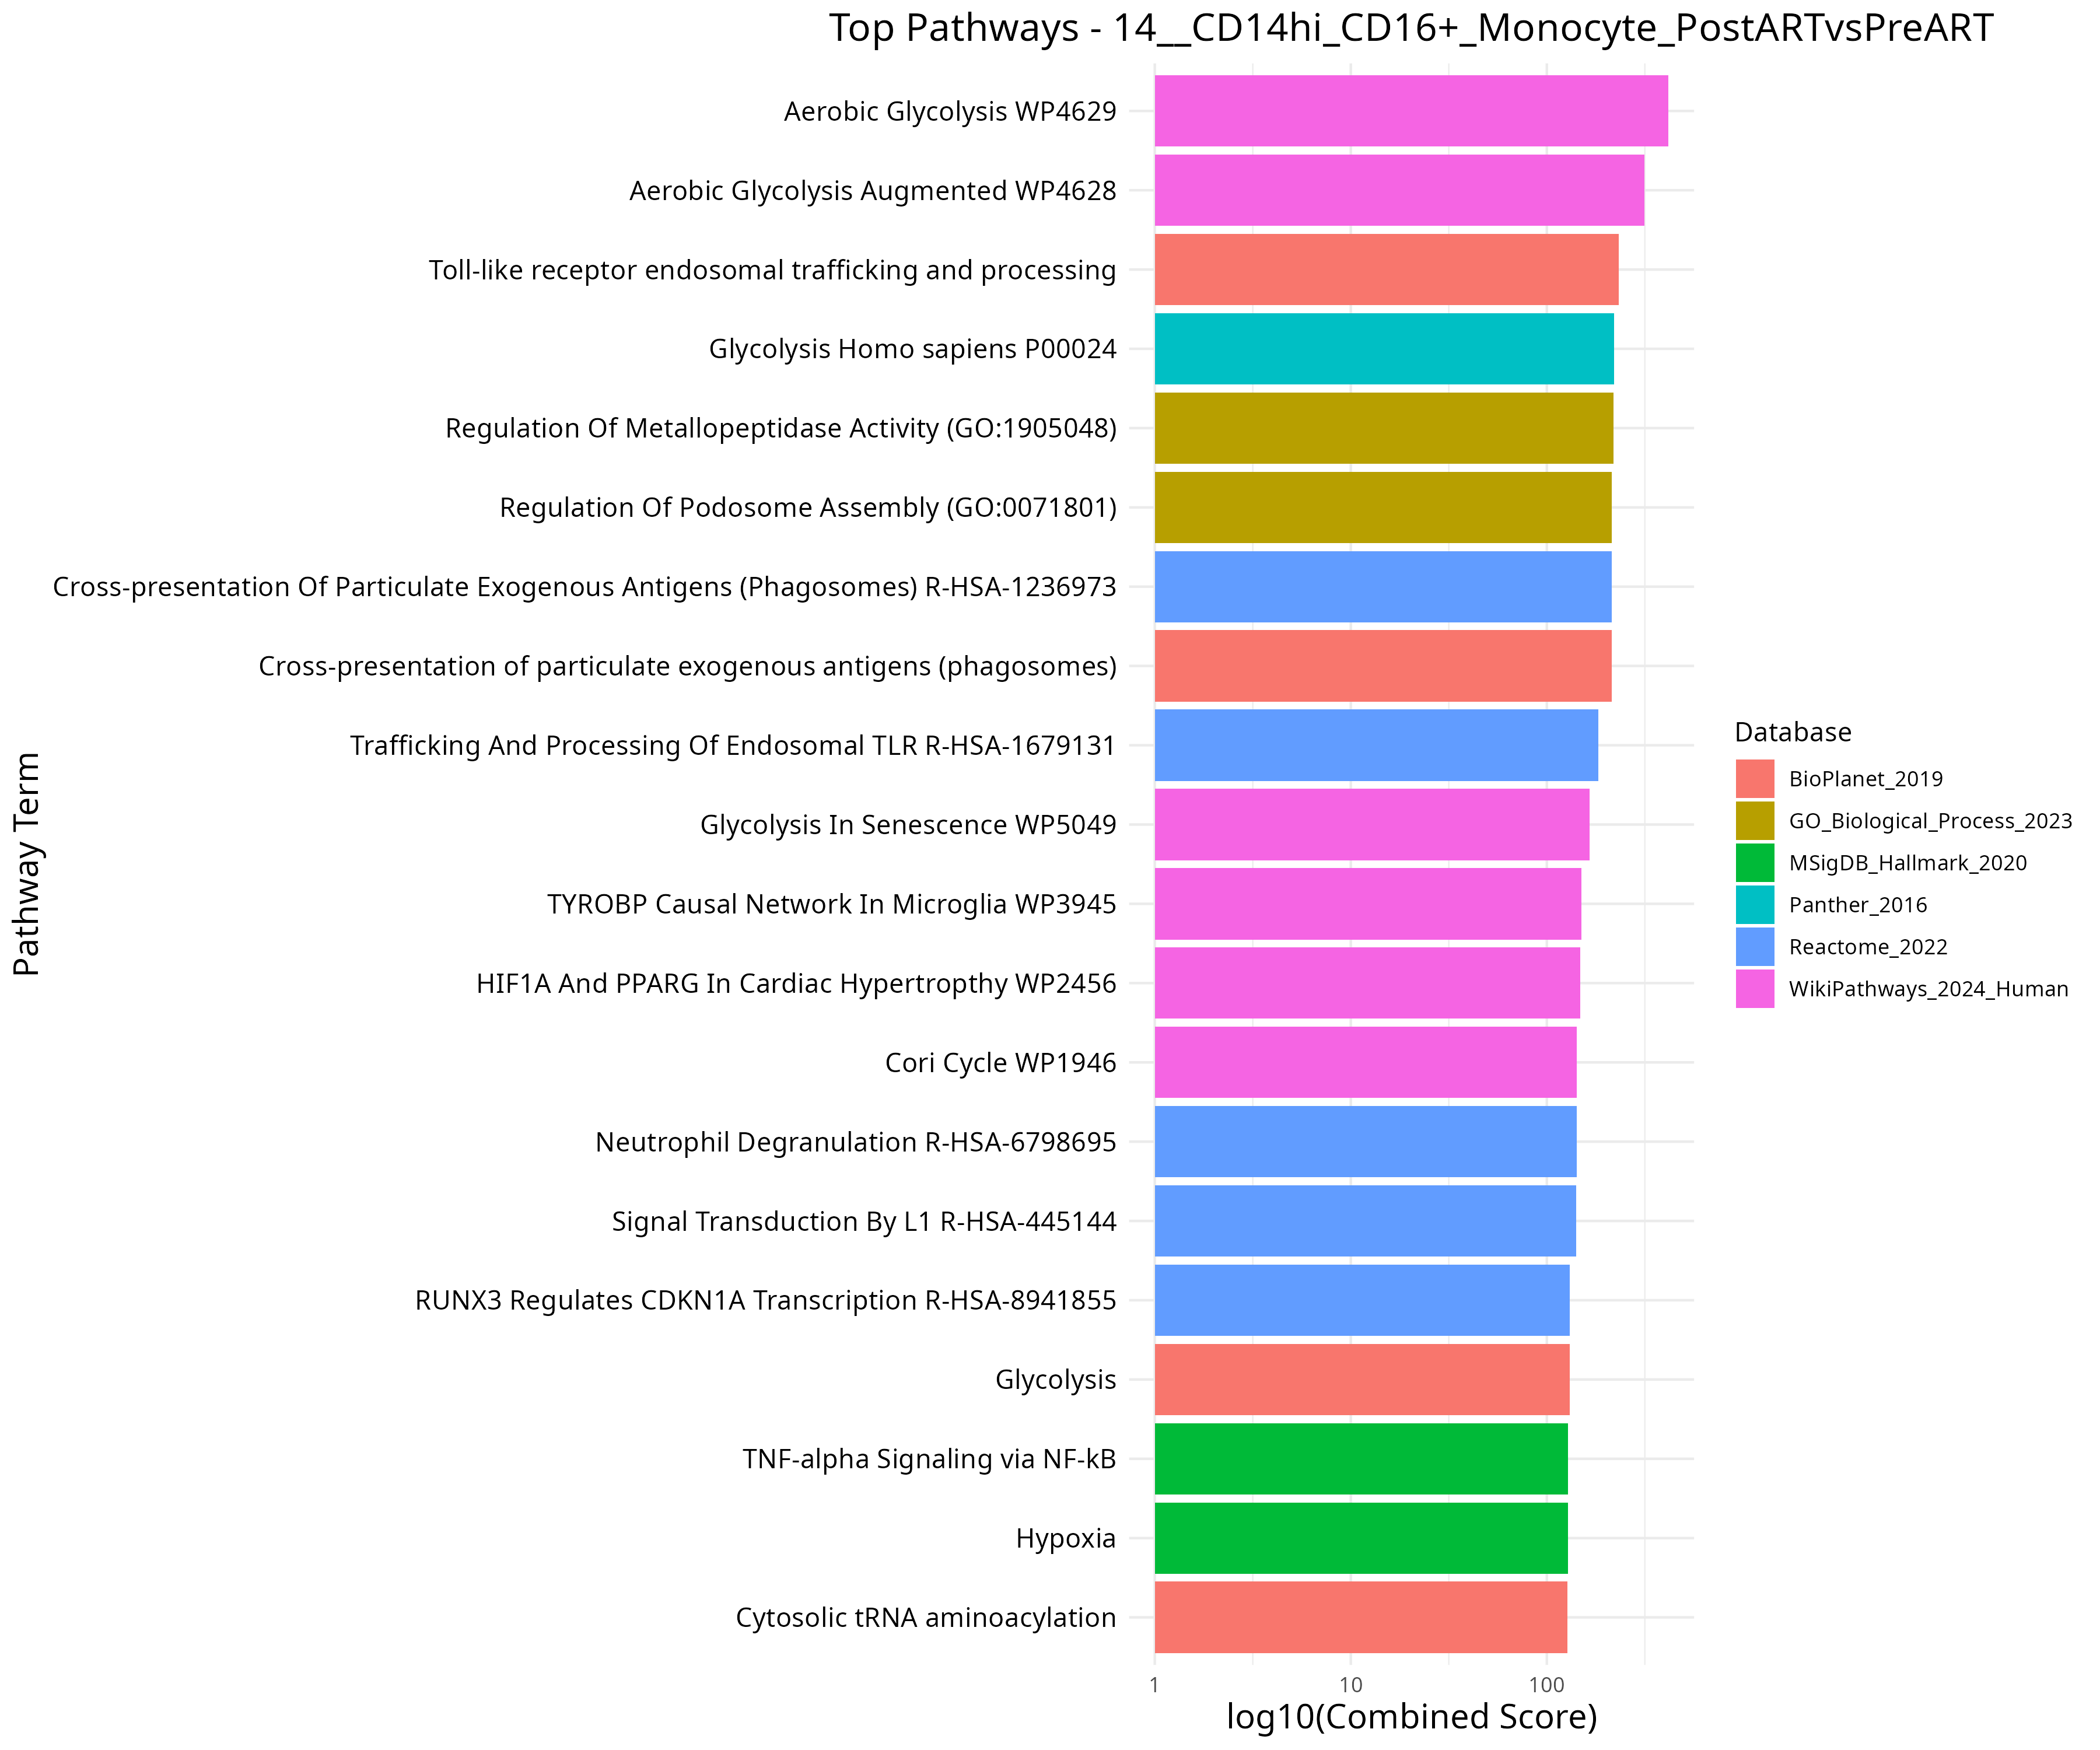 Top Pathways - 14__CD14hi_CD16+_Monocyte_PostARTvsPreART
Pathway Term
Aerobic Glycolysis WP4629
Aerobic Glycolysis Augmented WP4628
Toll-like receptor endosomal trafficking and processing
Glycolysis Homo sapiens P00024
Regulation Of Metallopeptidase Activity (GO:1905048)
Regulation Of Podosome Assembly (GO:0071801)
Cross-presentation Of Particulate Exogenous Antigens (Phagosomes) R-HSA-1236973
Cross-presentation of particulate exogenous antigens (phagosomes)
Trafficking And Processing Of Endosomal TLR R-HSA-1679131
Glycolysis In Senescence WP5049
TYROBP Causal Network In Microglia WP3945
HIF1A And PPARG In Cardiac Hypertropthy WP2456
Cori Cycle WP1946
Neutrophil Degranulation R-HSA-6798695
Signal Transduction By L1 R-HSA-445144
RUNX3 Regulates CDKN1A Transcription R-HSA-8941855
Glycolysis
TNF-alpha Signaling via NF-kB
Hypoxia
Cytosolic tRNA aminoacylation
1
10
100
log10(Combined Score)
Database
BioPlanet_2019
GO_Biological_Process_2023
MSigDB_Hallmark_2020
Panther_2016
Reactome_2022
WikiPathways_2024_Human